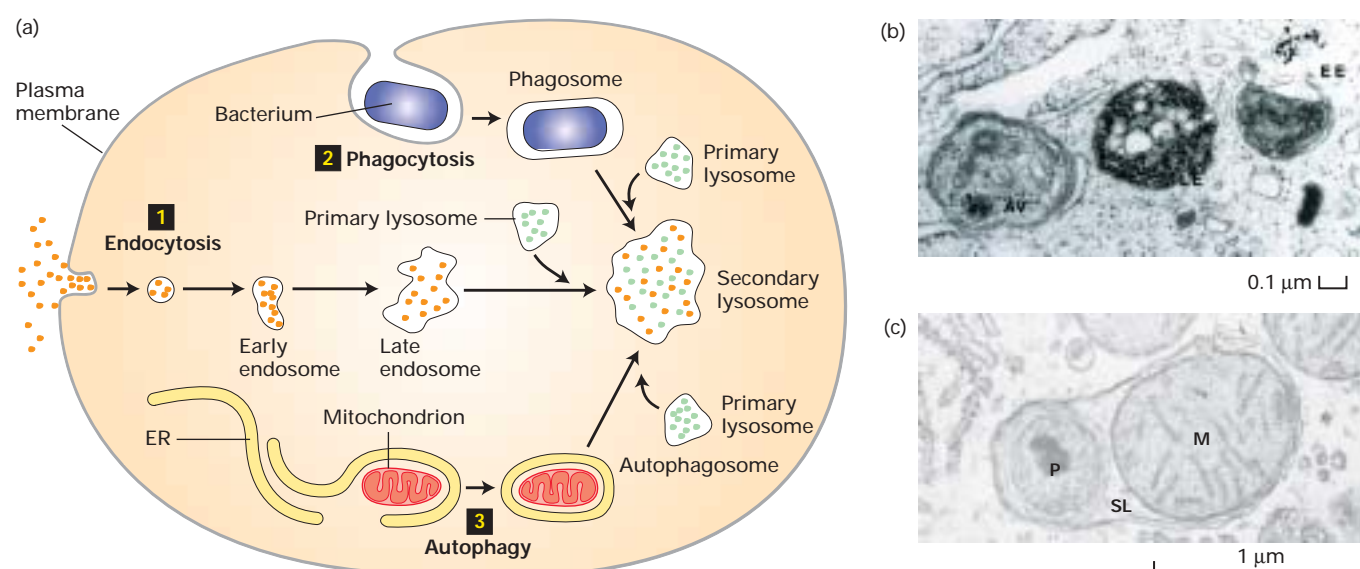 (a)
Plasma
membrane
Bacterium
Phagosome
2 Phagocytosis
Primary
lysosome
Primary lysosome
1
Endocytosis
Secondary
lysosome
Early
endosome
Late
endosome
Mitochondrion
ER
Primary
lysosome
Autophagosome
3
Autophagy
(b)
EE
LE
AV
0.1 μm
(c)
M
P
SL
1 μm